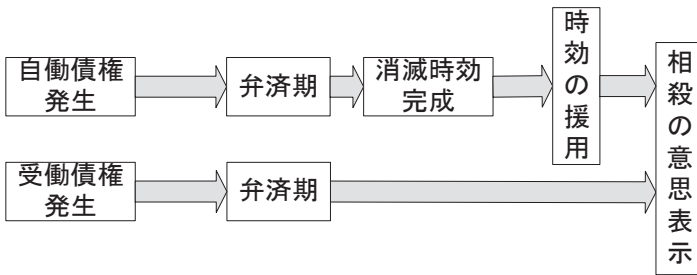 自働債権
発生
弁済期
消滅時効
完成
時効の援用
相殺の意思表示
受働債権
発生
弁済期